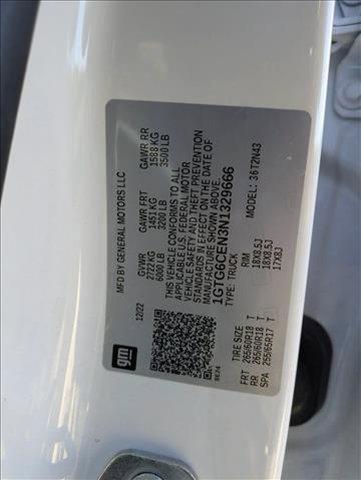 MFD BY GENERAL MOTORS LLC
12/22
GVWR
2722 KG
6000 LB
GAWR FRT
1451 KG
3200 LB
GAWR RR
1588 KG
3500 LB
THIS VEHICLE CONFORMS TO ALL
APPLICABLE U.S. FEDERAL MOTOR
VEHICLE SAFETY AND THEFT PREVENTION
STANDARDS IN EFFECT ON THE DATE OF
MANUFACTURE SHOWN ABOVE.
1GTG6CEN3N1329666
TYPE: TRUCK
MODEL: 36T2N43
gm
TIRE SIZE RIM
FRT 265/60R18 T 18X8.5J
RR 265/60R18 T 18X8.5J
SPA 255/65R17 T 17X8J